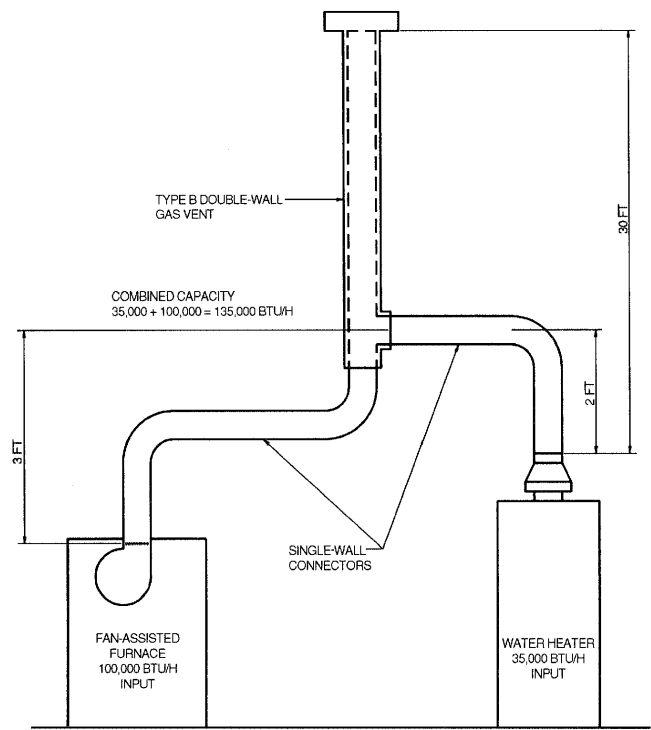 TYPE B DOUBLE-WALL
GAS VENT
30 FT
COMBINED CAPACITY
35,000 + 100,000 = 135,000 BTU/H
2 FT
3 FT
SINGLE-WALL
CONNECTORS
FAN-ASSISTED
FURNACE
100,000 BTU/H
INPUT
WATER HEATER
35,000 BTU/H
INPUT